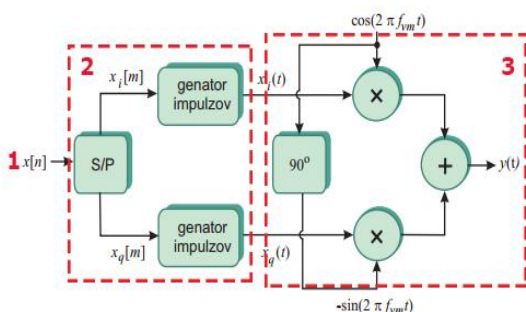 cos(2 π f_vm t)
2
3
x_i[m]
genator
impulzov
x_i(t)
×
1
x[n]
S/P
90°
+
y(t)
x_q[m]
genator
impulzov
x_q(t)
×
-sin(2 π f_vm t)